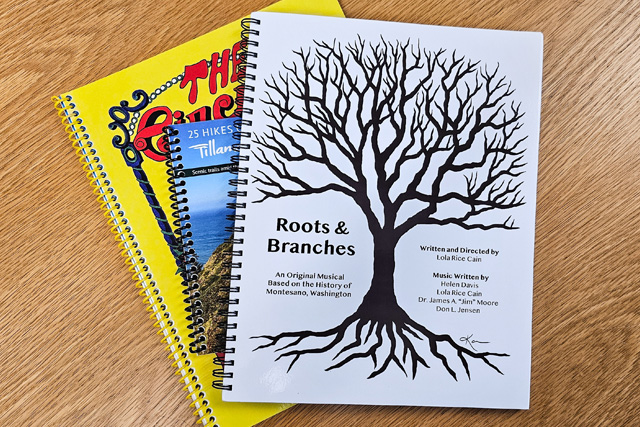 THE
25 HIKES
Scenic trails
Roots &
Branches
An Original Musical
Based on the History of
Montesano, Washington
Written and Directed by
Lola Rice Cain
Music Written by
Helen Davis
Lola Rice Cain
Dr. James A. "Jim" Moore
Don L. Jensen